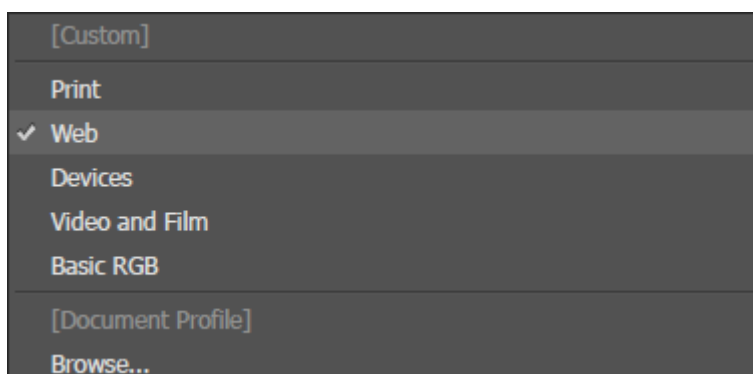 [Custom]
Print
Web
Devices
Video and Film
Basic RGB
[Document Profile]
Browse...